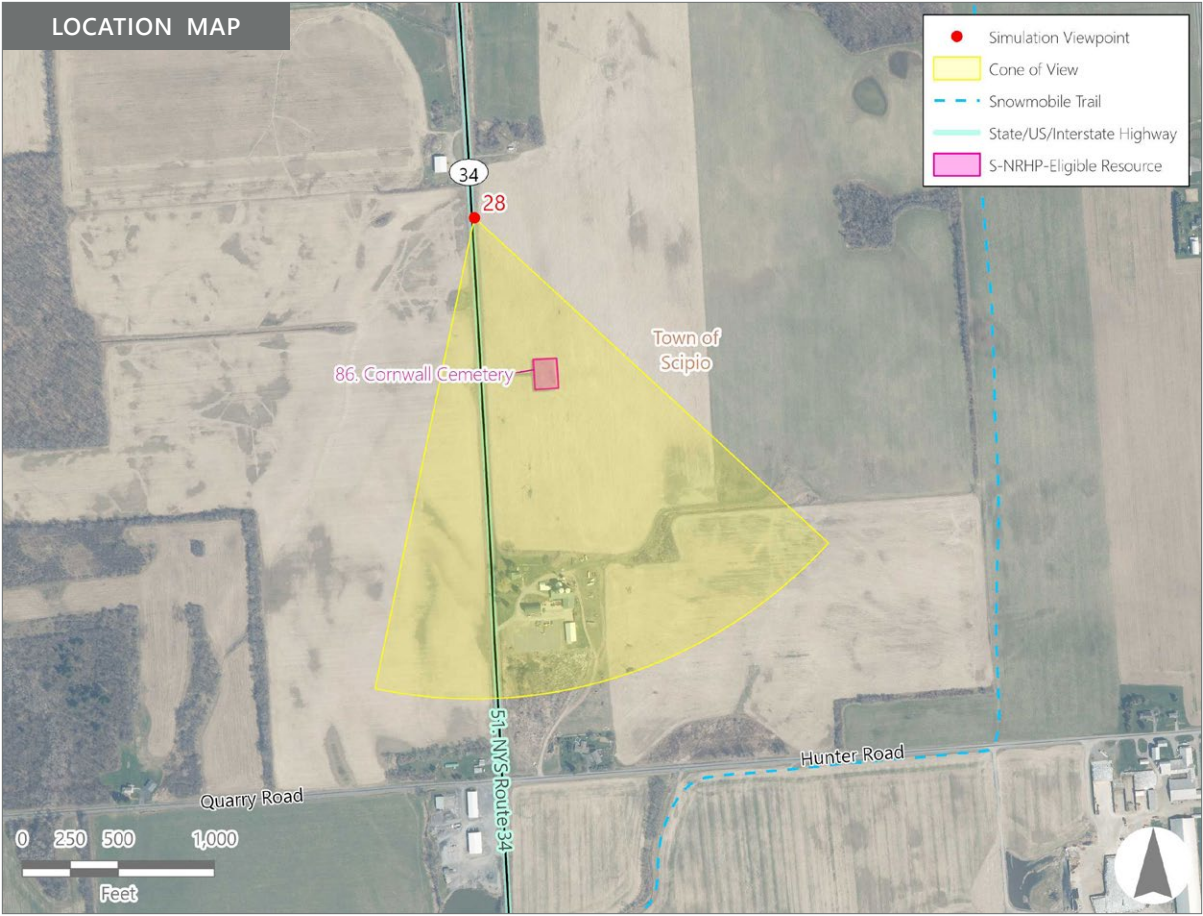 LOCATION MAP
Simulation Viewpoint
Cone of View
Snowmobile Trail
State/US/Interstate Highway
S-NRHP-Eligible Resource
34
28
Town of
Scipio
86. Cornwall Cemetery
51. NYS Route 34
Hunter Road
Quarry Road
0 250 500 1,000
Feet